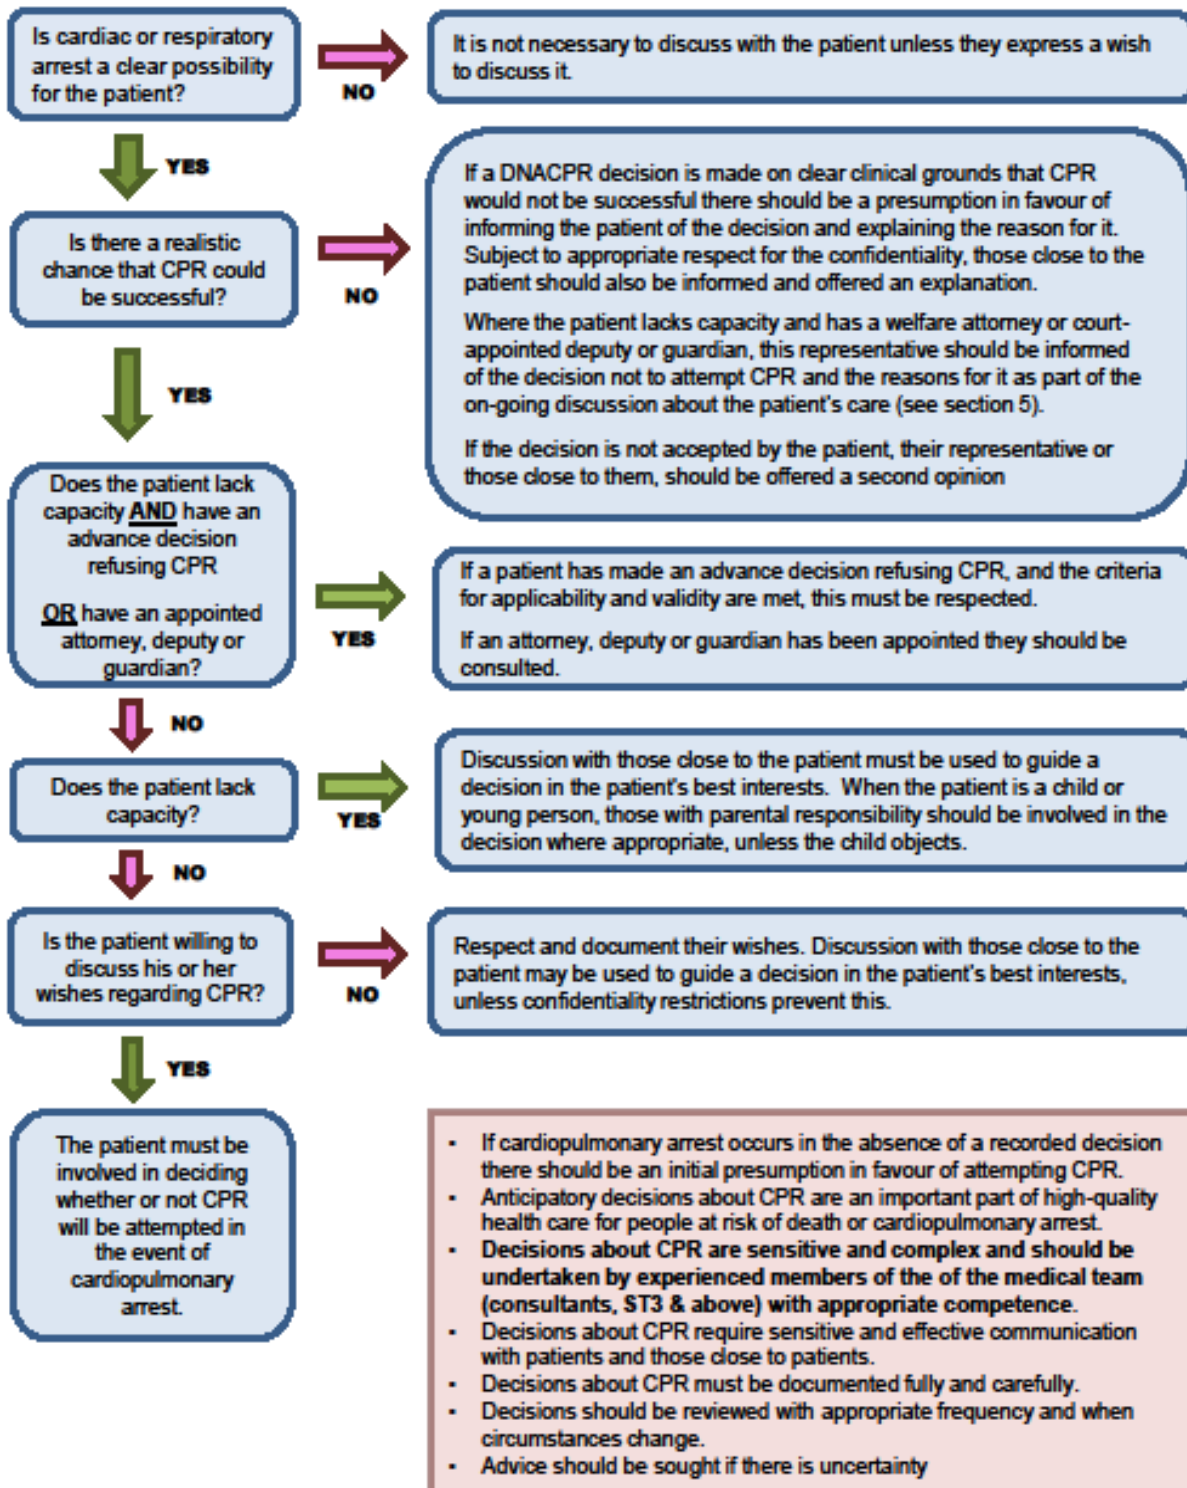 Is cardiac or respiratory
arrest a clear possibility
for the patient?
NO
It is not necessary to discuss with the patient unless they express a wish
to discuss it.
YES
Is there a realistic
chance that CPR could
be successful?
NO
If a DNACPR decision is made on clear clinical grounds that CPR
would not be successful there should be a presumption in favour of
informing the patient of the decision and explaining the reason for it.
Subject to appropriate respect for the confidentiality, those close to the
patient should also be informed and offered an explanation.
Where the patient lacks capacity and has a welfare attorney or court-
appointed deputy or guardian, this representative should be informed
of the decision not to attempt CPR and the reasons for it as part of the
on-going discussion about the patient's care (see section 5).
If the decision is not accepted by the patient, their representative or
those close to them, should be offered a second opinion
YES
Does the patient lack
capacity AND have an
advance decision
refusing CPR
OR have an appointed
attorney, deputy or
guardian?
YES
If a patient has made an advance decision refusing CPR, and the criteria
for applicability and validity are met, this must be respected.
If an attorney, deputy or guardian has been appointed they should be
consulted.
NO
Does the patient lack
capacity?
YES
Discussion with those close to the patient must be used to guide a
decision in the patient's best interests. When the patient is a child or
young person, those with parental responsibility should be involved in the
decision where appropriate, unless the child objects.
NO
Is the patient willing to
discuss his or her
wishes regarding CPR?
NO
Respect and document their wishes. Discussion with those close to the
patient may be used to guide a decision in the patient's best interests,
unless confidentiality restrictions prevent this.
YES
The patient must be
involved in deciding
whether or not CPR
will be attempted in
the event of
cardiopulmonary
arrest.
- If cardiopulmonary arrest occurs in the absence of a recorded decision
there should be an initial presumption in favour of attempting CPR.
- Anticipatory decisions about CPR are an important part of high-quality
health care for people at risk of death or cardiopulmonary arrest.
- Decisions about CPR are sensitive and complex and should be
undertaken by experienced members of the of the medical team
(consultants, ST3 & above) with appropriate competence.
- Decisions about CPR require sensitive and effective communication
with patients and those close to patients.
- Decisions about CPR must be documented fully and carefully.
- Decisions should be reviewed with appropriate frequency and when
circumstances change.
- Advice should be sought if there is uncertainty